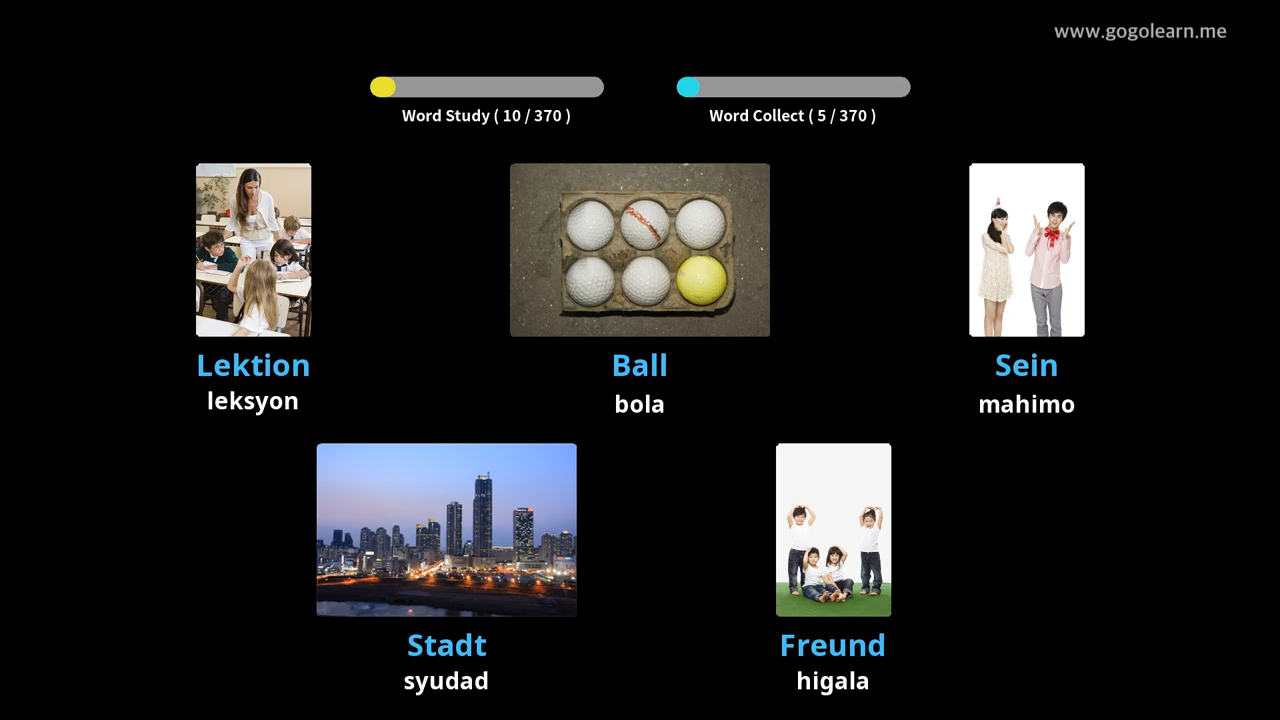 www.gogolearn.me
Word Study ( 10 / 370 )
Word Collect ( 5 / 370 )
Lektion
leksyon
Ball
bola
Sein
mahimo
Stadt
syudad
Freund
higala